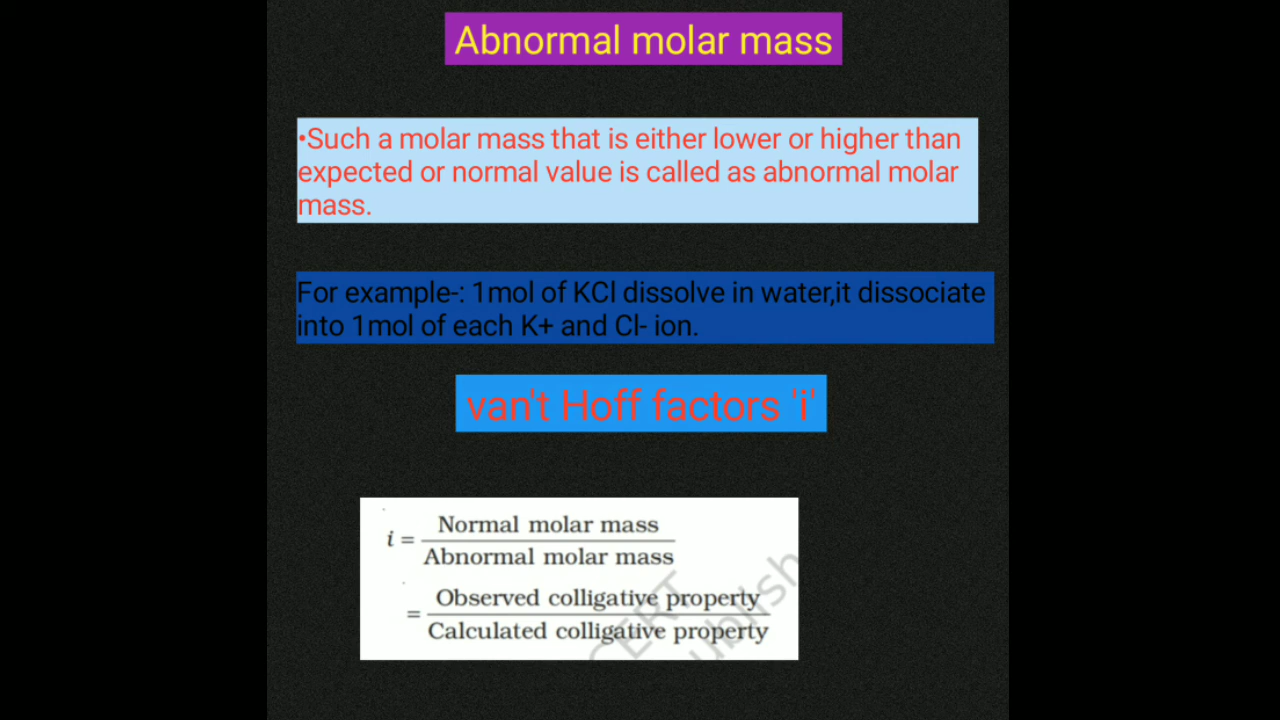 Abnormal molar mass
•Such a molar mass that is either lower or higher than
expected or normal value is called as abnormal molar
mass.
For example-: 1mol of KCl dissolve in water,it dissociate
into 1mol of each K+ and Cl- ion.
van't Hoff factors 'i'
i = Normal molar mass
Abnormal molar mass
= Observed colligative property
Calculated colligative property